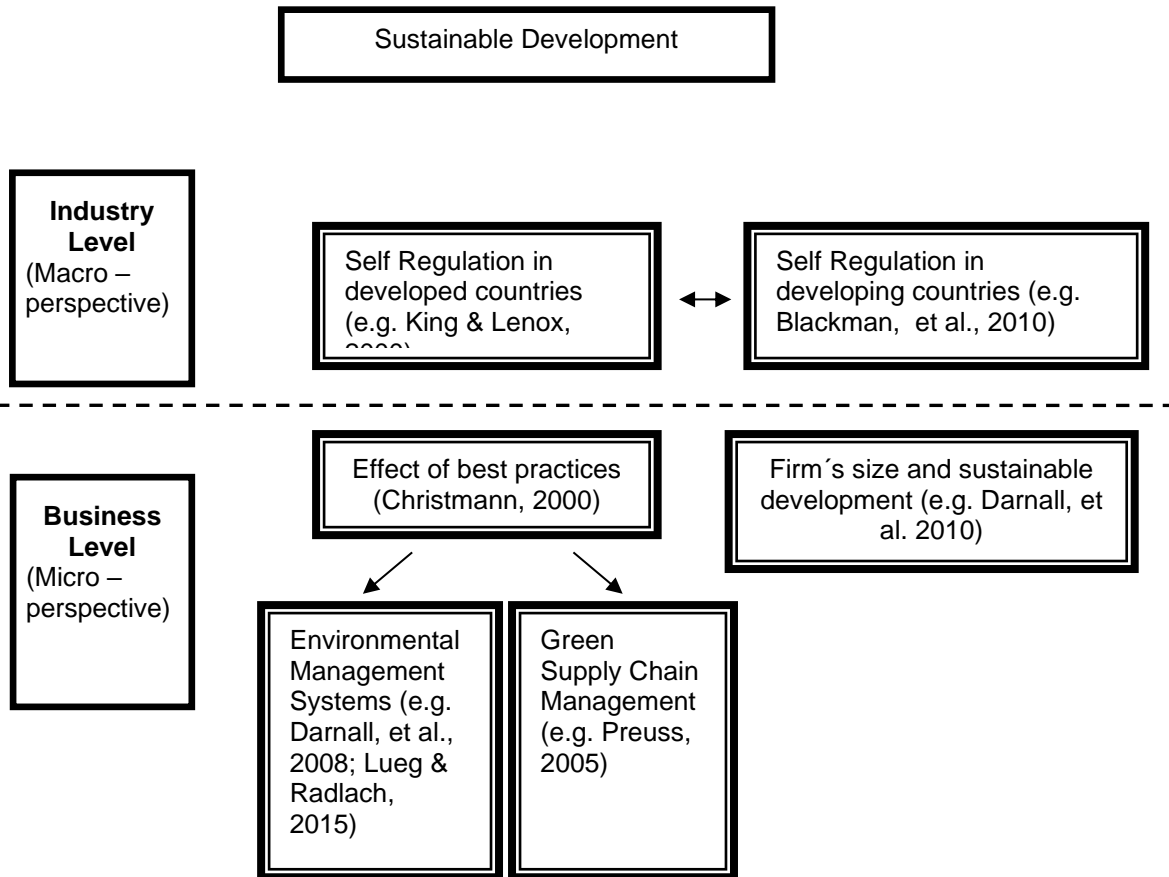 Sustainable Development
Industry
Level
(Macro –
perspective)
Self Regulation in
developed countries
(e.g. King & Lenox,
Self Regulation in
developing countries (e.g.
Blackman, et al., 2010)
Business
Level
(Micro –
perspective)
Effect of best practices
(Christmann, 2000)
Firm´s size and sustainable
development (e.g. Darnall, et
al. 2010)
Environmental
Management
Systems (e.g.
Darnall, et al.,
2008; Lueg &
Radlach,
2015)
Green
Supply Chain
Management
(e.g. Preuss,
2005)